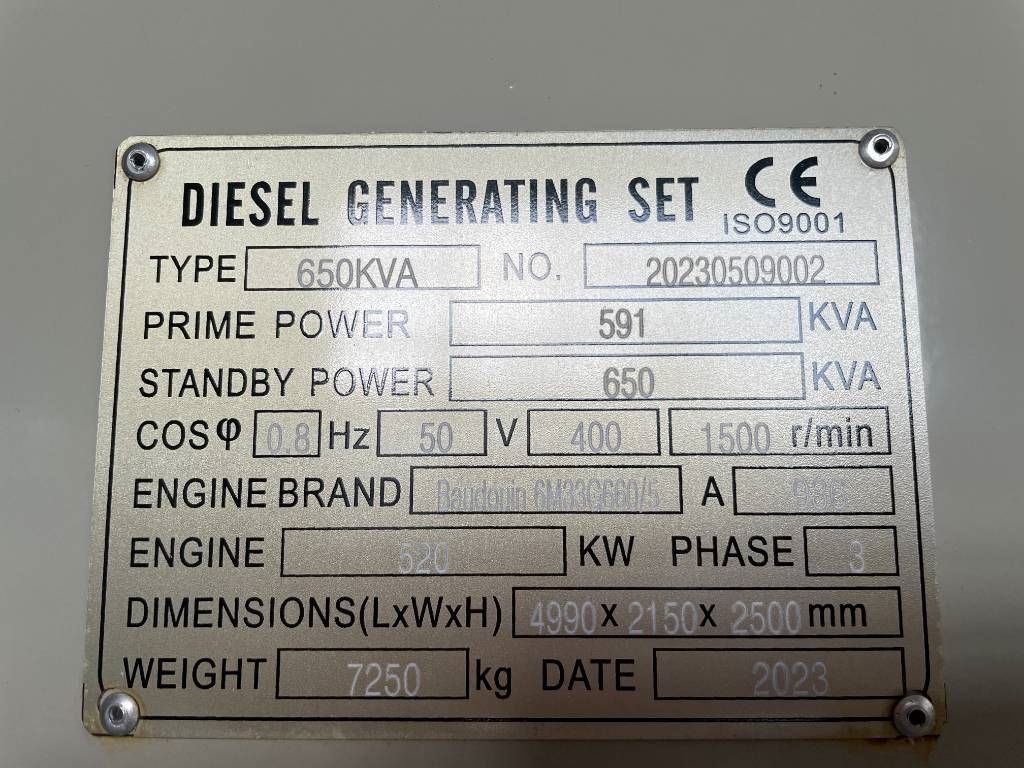 DIESEL GENERATING SET CE
ISO9001
TYPE 650KVA NO. 20230509002
PRIME POWER 591 KVA
STANDBY POWER 650 KVA
COSφ 0.8 Hz 50 V 400 1500 r/min
ENGINE BRAND Baudouin 6M33G660/5 A 936
ENGINE 520 KW PHASE 3
DIMENSIONS(LxWxH) 4990 x 2150 x 2500 mm
WEIGHT 7250 kg DATE 2023